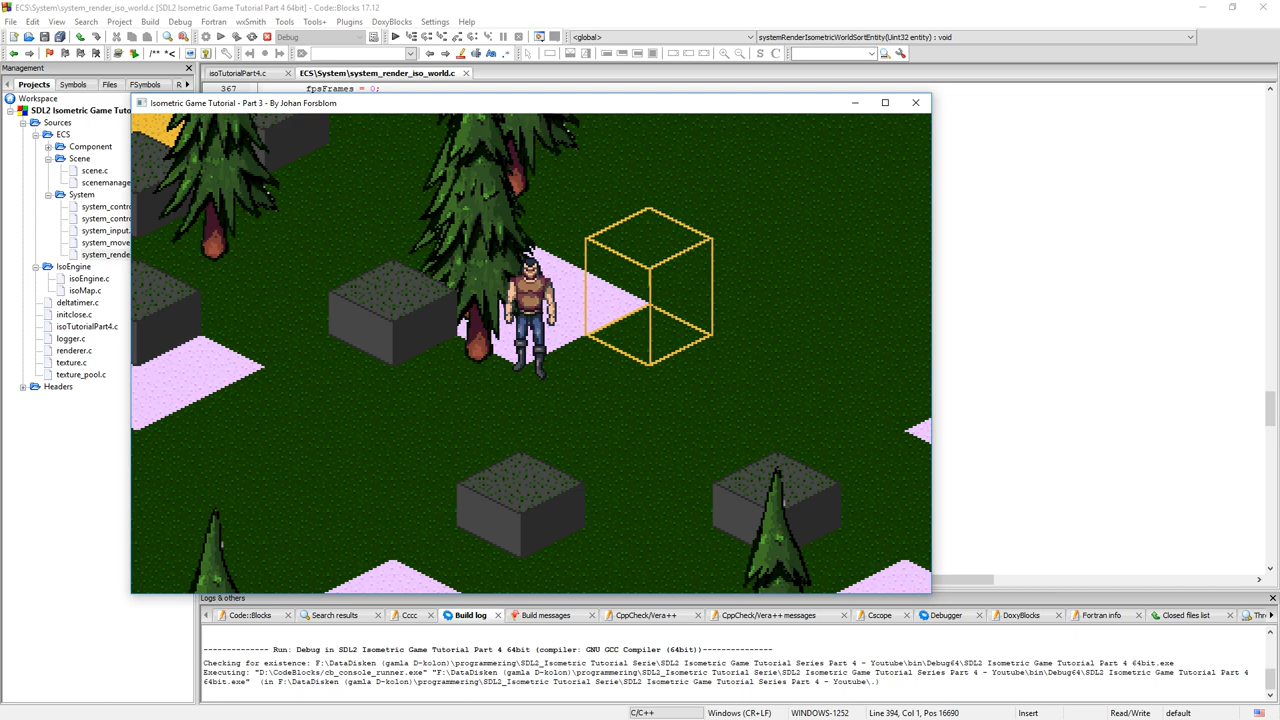 ECS\System\system_render_iso_world.c [SDL2 Isometric Game Tutorial Part 4 64bit] - Code::Blocks 17.12
File Edit View Search Project Build Debug Fortran wxSmith Tools Tools+ Plugins DoxyBlocks Settings Help
Debug <global> systemRenderIsometricWorldSortEntity(Uint32 entity) : void
/** *<
S C
Management
Projects Symbols Files FSymbols R
isoTutorialPart4.c ECS\System\system_render_iso_world.c
367 fpsFrames = 0;
Workspace
SDL2 Isometric Game Tuto
Sources
ECS
Component
Scene
scene.c
scenemanage
System
system_contro
system_contro
system_input.
system_move
system_rende
IsoEngine
isoEngine.c
isoMap.c
deltatimer.c
initclose.c
isoTutorialPart4.c
logger.c
renderer.c
texture.c
texture_pool.c
Headers
Isometric Game Tutorial - Part 3 - By Johan Forsblom
Logs & others
Code::Blocks Search results Cccc Build log Build messages CppCheck/Vera++ CppCheck/Vera++ messages Cscope Debugger DoxyBlocks Fortran info Closed files list Thr
-------------- Run: Debug in SDL2 Isometric Game Tutorial Part 4 64bit (compiler: GNU GCC Compiler (64bit))---------------
Checking for existence: F:\DataDisken (gamla D-kolon)\programmering\SDL2_Isometric Tutorial Serie\SDL2 Isometric Game Tutorial Series Part 4 - Youtube\bin\Debug64\SDL2 Isometric Game Tutorial Part 4 64bit.exe
Executing: "D:\CodeBlocks/cb_console_runner.exe" "F:\DataDisken (gamla D-kolon)\programmering\SDL2_Isometric Tutorial Serie\SDL2 Isometric Game Tutorial Series Part 4 - Youtube\bin\Debug64\SDL2 Isometric Game Tutorial Part 4
64bit.exe" (in F:\DataDisken (gamla D-kolon)\programmering\SDL2_Isometric Tutorial Serie\SDL2 Isometric Game Tutorial Series Part 4 - Youtube\.)
C/C++ Windows (CR+LF) WINDOWS-1252 Line 394, Col 1, Pos 16690 Insert Read/Write default